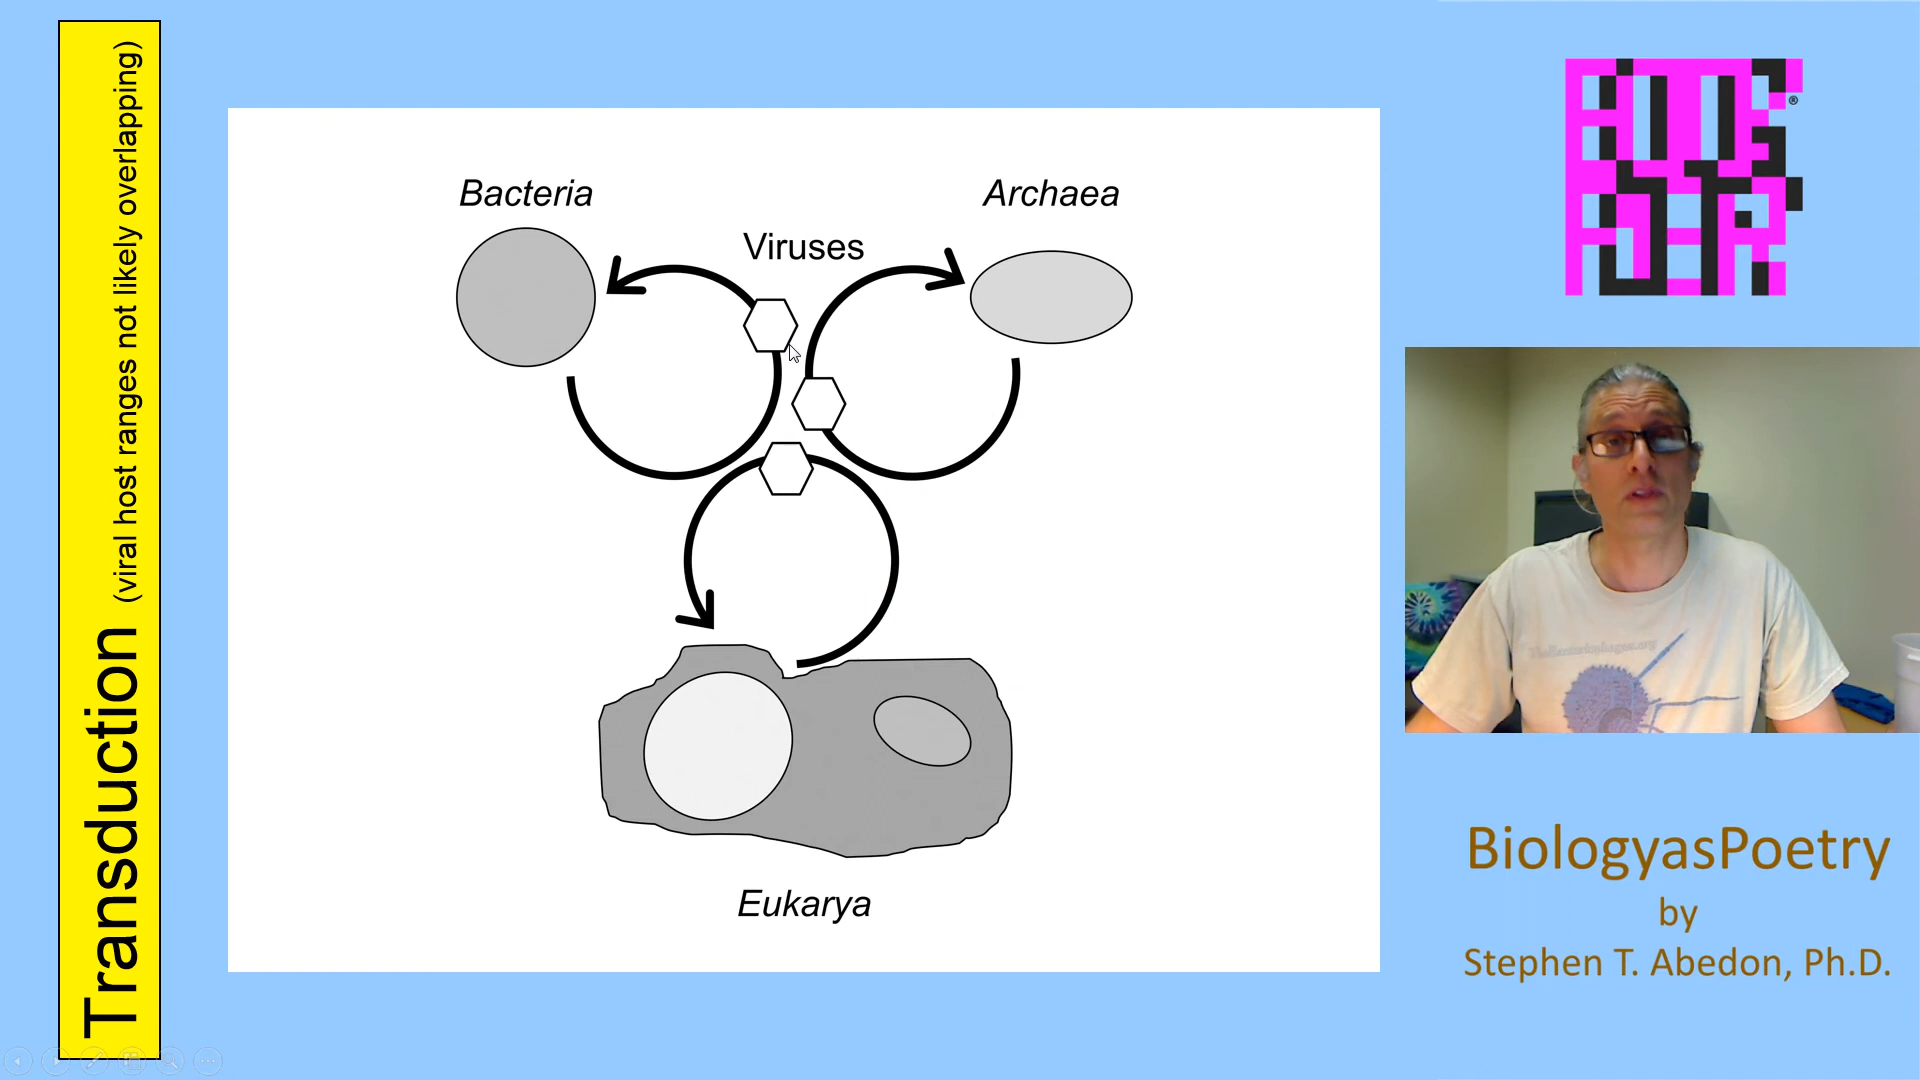 Transduction (viral host ranges not likely overlapping)
Bacteria
Archaea
Viruses
Eukarya
®
BiologyasPoetry
by
Stephen T. Abedon, Ph.D.